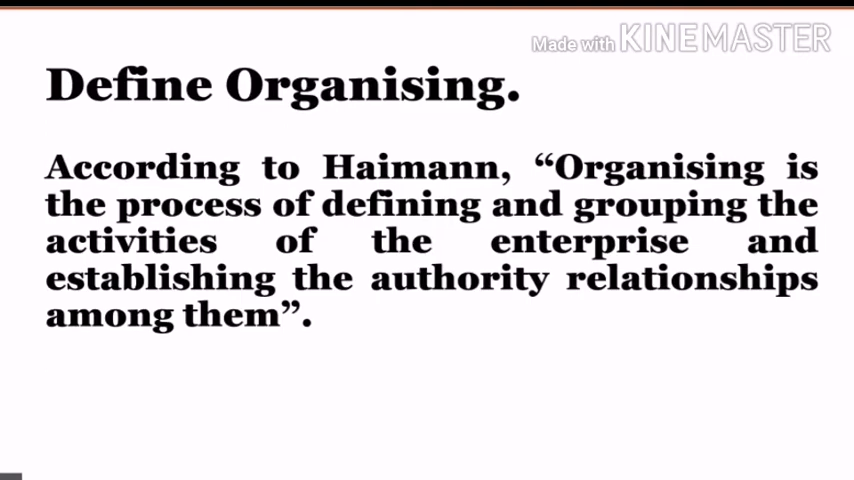 Made with KINEMASTER
Define Organising.
According to Haimann, “Organising is
the process of defining and grouping the
activities of the enterprise and
establishing the authority relationships
among them”.